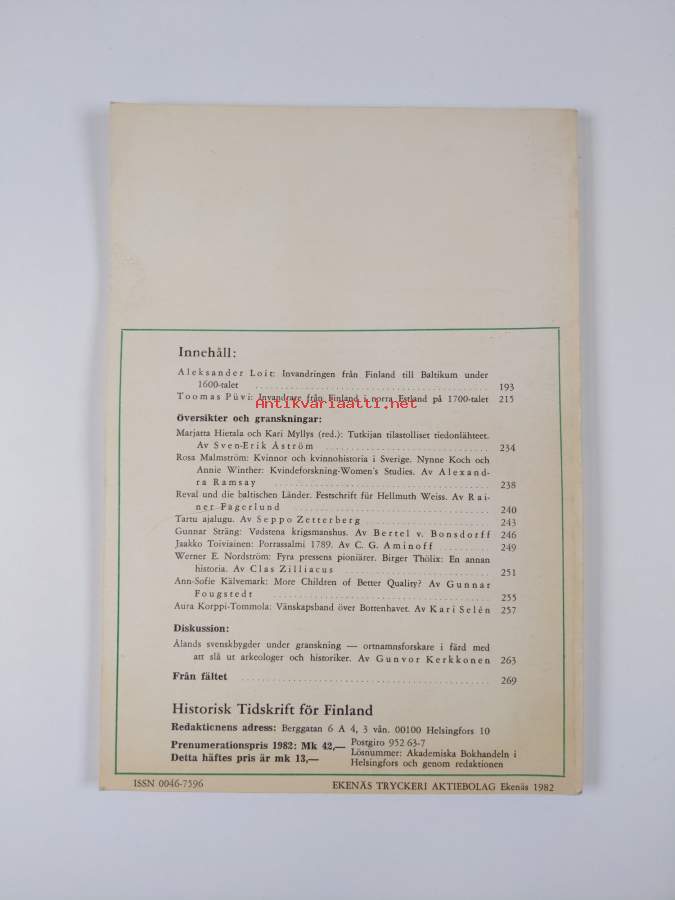 Innehåll:
Aleksander Loit: Invandringen från Finland till Baltikum under
1600-talet 193
Toomas Püvi: Invandrare från Finland i norra Estland på 1700-talet 215
Antikvariaatti.net
Översikter och granskningar:
Marjatta Hietala och Kari Myllys (red.): Tutkijan tilastolliset tiedonlähteet.
Av Sven-Erik Åström 234
Rosa Malmström: Kvinnor och kvinnohistoria i Sverige. Nynne Koch och
Annie Winther: Kvindeforskning-Women's Studies. Av Alexand-
ra Ramsay 238
Reval und die baltischen Länder. Festschrift für Hellmuth Weiss. Av Rai-
ner Fagerlund 240
Tartu ajalugu. Av Seppo Zetterberg 243
Gunnar Sträng: Vadstena krigsmanshus. Av Bertel v. Bonsdorff 246
Jaakko Toiviainen: Porrassalmi 1789. Av C. G. Aminoff 249
Werner E. Nordström: Fyra pressens pioniärer. Birger Thölix: En annan
historia. Av Clas Zilliacus 251
Ann-Sofie Kälvemark: More Children of Better Quality? Av Gunnar
Fougstedt 255
Aura Korppi-Tommola: Vänskapsband över Bottenhavet. Av Kari Selén 257
Diskussion:
Ålands svenskbygder under granskning — ortnamnsforskare i färd med
att slå ut arkeologer och historiker. Av Gunvor Kerkkonen 263
Från fältet 269
Historisk Tidskrift för Finland
Redaktionens adress: Berggatan 6 A 4, 3 vån. 00100 Helsingfors 10
Prenumerationspris 1982: Mk 42,—
Detta häftes pris är mk 13,—
Postgiro 952 63-7
Lösnummer: Akademiska Bokhandeln i
Helsingfors och genom redaktionen
ISSN 0046-7596
EKENÄS TRYCKERI AKTIEBOLAG Ekenäs 1982